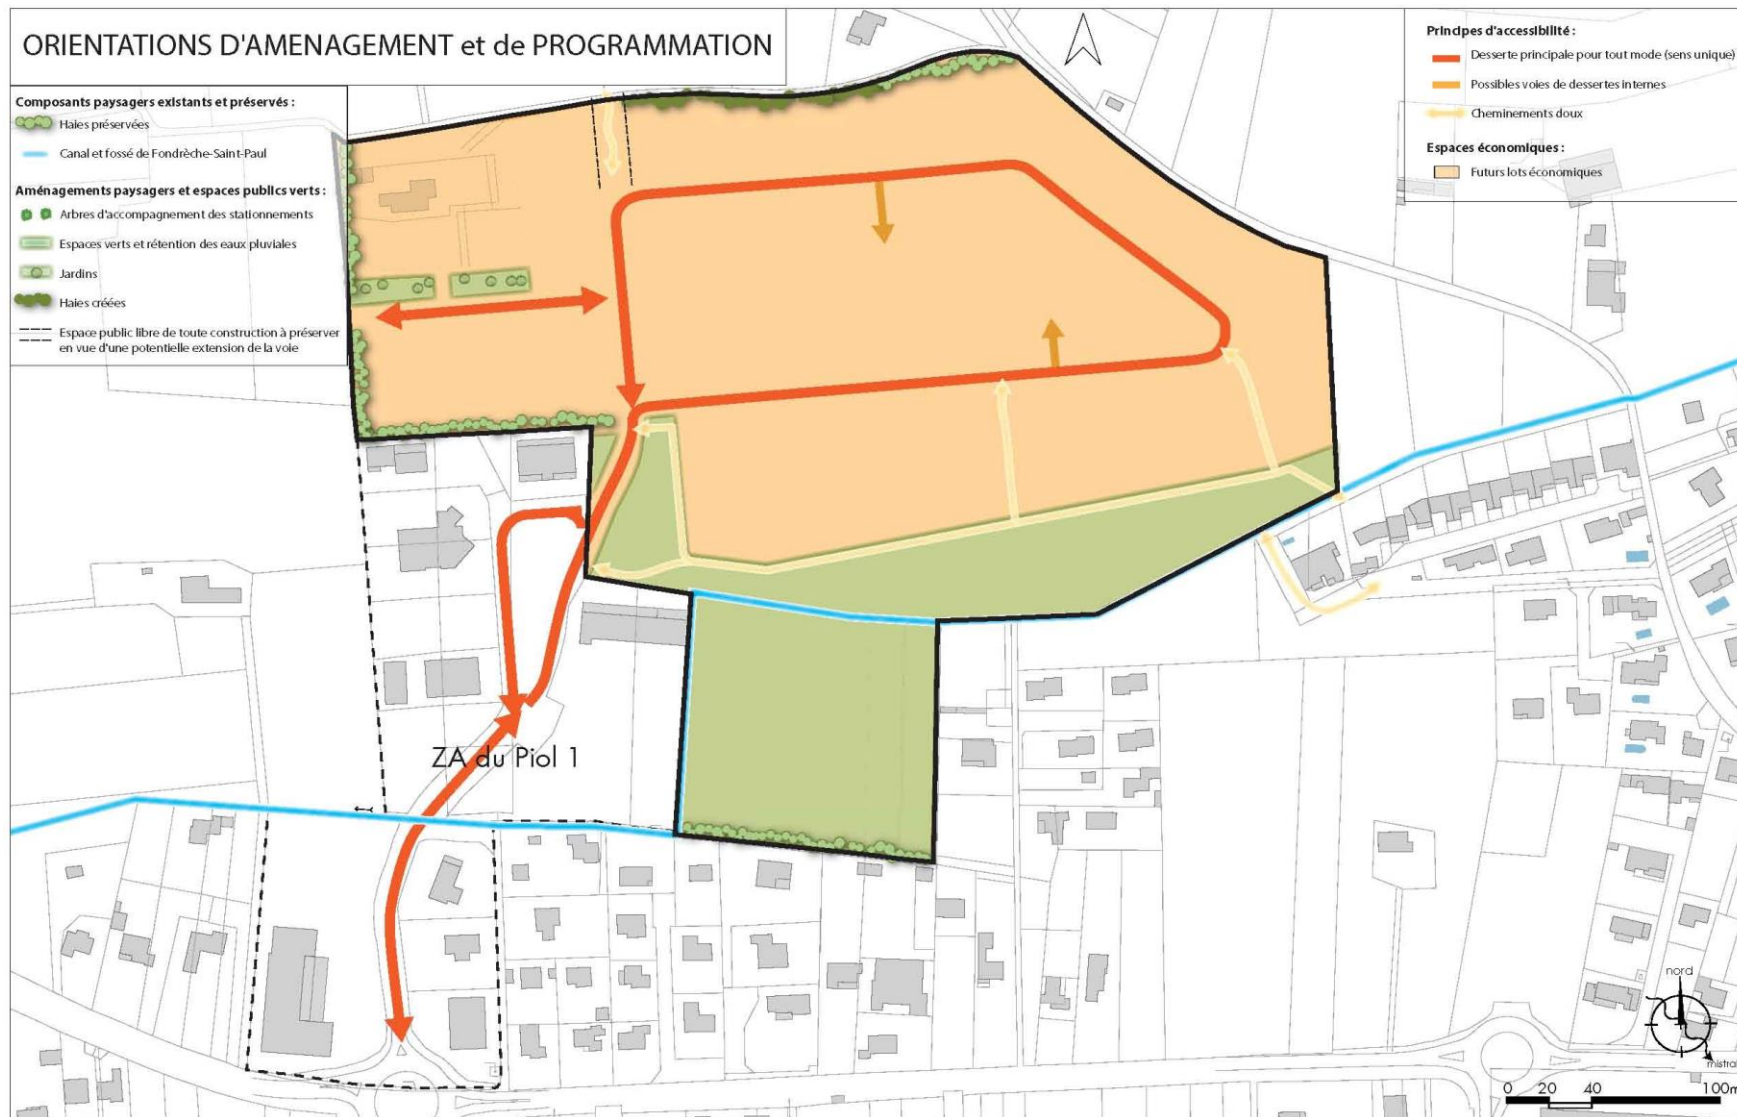 ORIENTATIONS D'AMENAGEMENT et de PROGRAMMATION
Composants paysagers existants et préservés :
Haies préservées
Canal et fossé de Fondrèche-Saint-Paul
Aménagements paysagers et espaces publics verts :
Arbres d'accompagnement des stationnements
Espaces verts et rétention des eaux pluviales
Jardins
Haies créées
Espace public libre de toute construction à préserver
en vue d'une potentielle extension de la voie
Principes d'accessibilité :
Desserte principale pour tout mode (sens unique)
Possibles voies de dessertes internes
Cheminements doux
Espaces économiques :
Futurs lots économiques
ZA du Piol 1
nord
mistral
0 20 40 100m